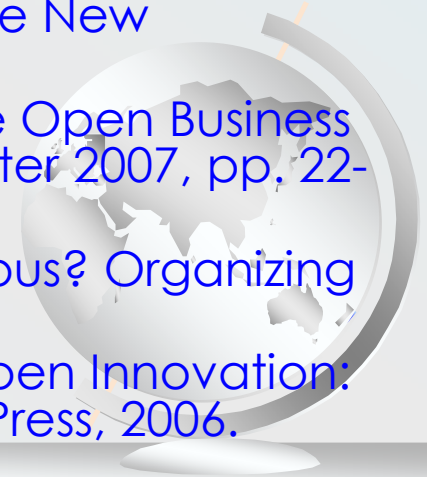 e New
e Open Business
ter 2007, pp. 22-
ous? Organizing
pen Innovation:
Press, 2006.